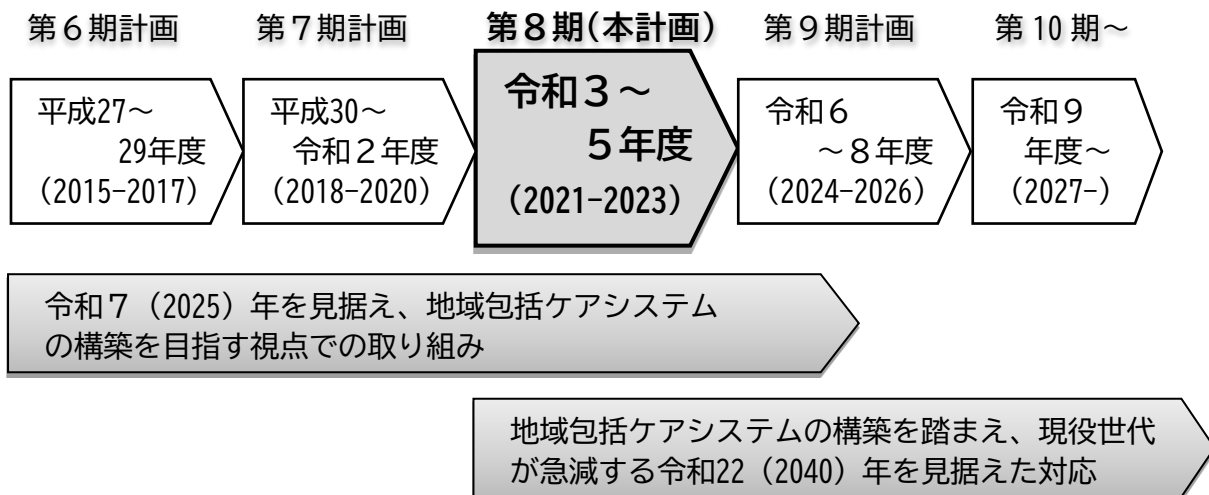 第６期計画
第７期計画
第８期(本計画)
第９期計画
第10期～
平成27～
29年度
(2015-2017)
平成30～
令和２年度
(2018-2020)
令和３～
５年度
(2021-2023)
令和６
～８年度
(2024-2026)
令和９
年度～
(2027-)
令和７（2025）年を見据え、地域包括ケアシステム
の構築を目指す視点での取り組み
地域包括ケアシステムの構築を踏まえ、現役世代
が急減する令和22（2040）年を見据えた対応